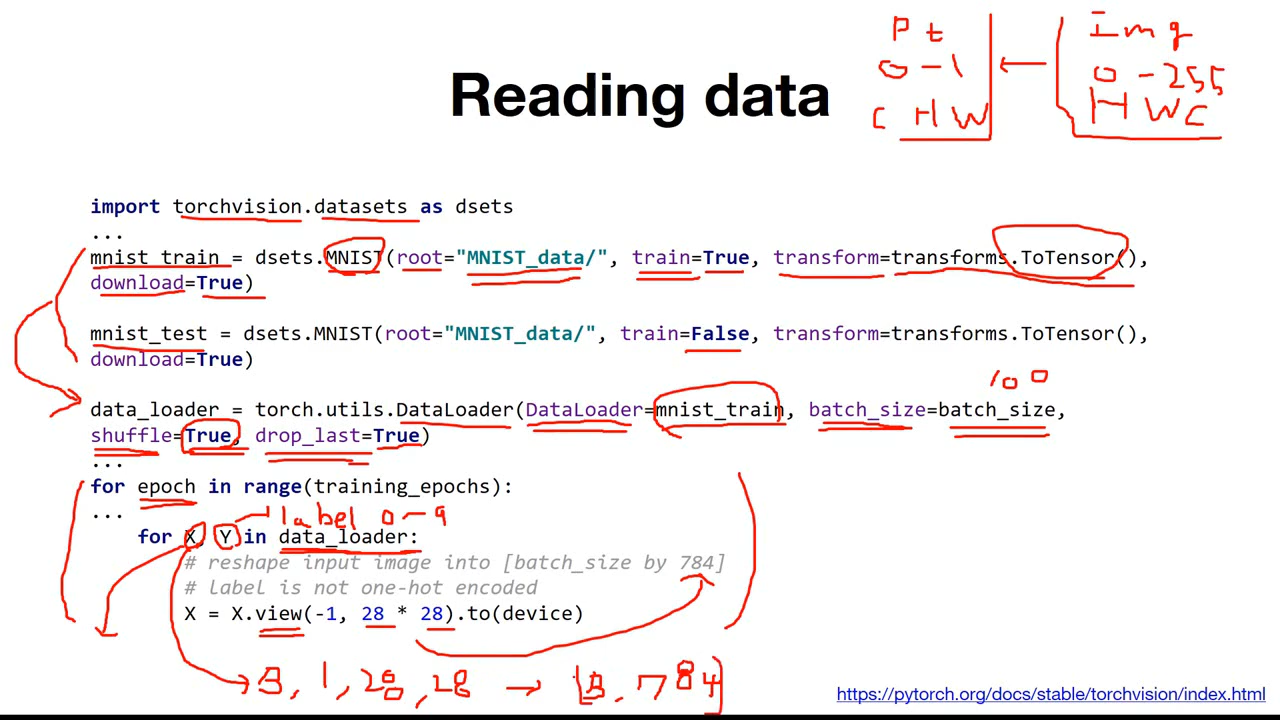 Pt
0-1
C HW
Img
0-255
HWC
Reading data
import torchvision.datasets as dsets
...
mnist_train = dsets.MNIST(root="MNIST_data/", train=True, transform=transforms.ToTensor(),
download=True)
mnist_test = dsets.MNIST(root="MNIST_data/", train=False, transform=transforms.ToTensor(),
download=True)
100
data_loader = torch.utils.DataLoader(DataLoader=mnist_train, batch_size=batch_size,
shuffle=True, drop_last=True)
...
for epoch in range(training_epochs):
...
label 0-9
for X, Y in data_loader:
# reshape input image into [batch_size by 784]
# label is not one-hot encoded
X = X.view(-1, 28 * 28).to(device)
B, 1, 28, 28 → [B, 784]
https://pytorch.org/docs/stable/torchvision/index.html